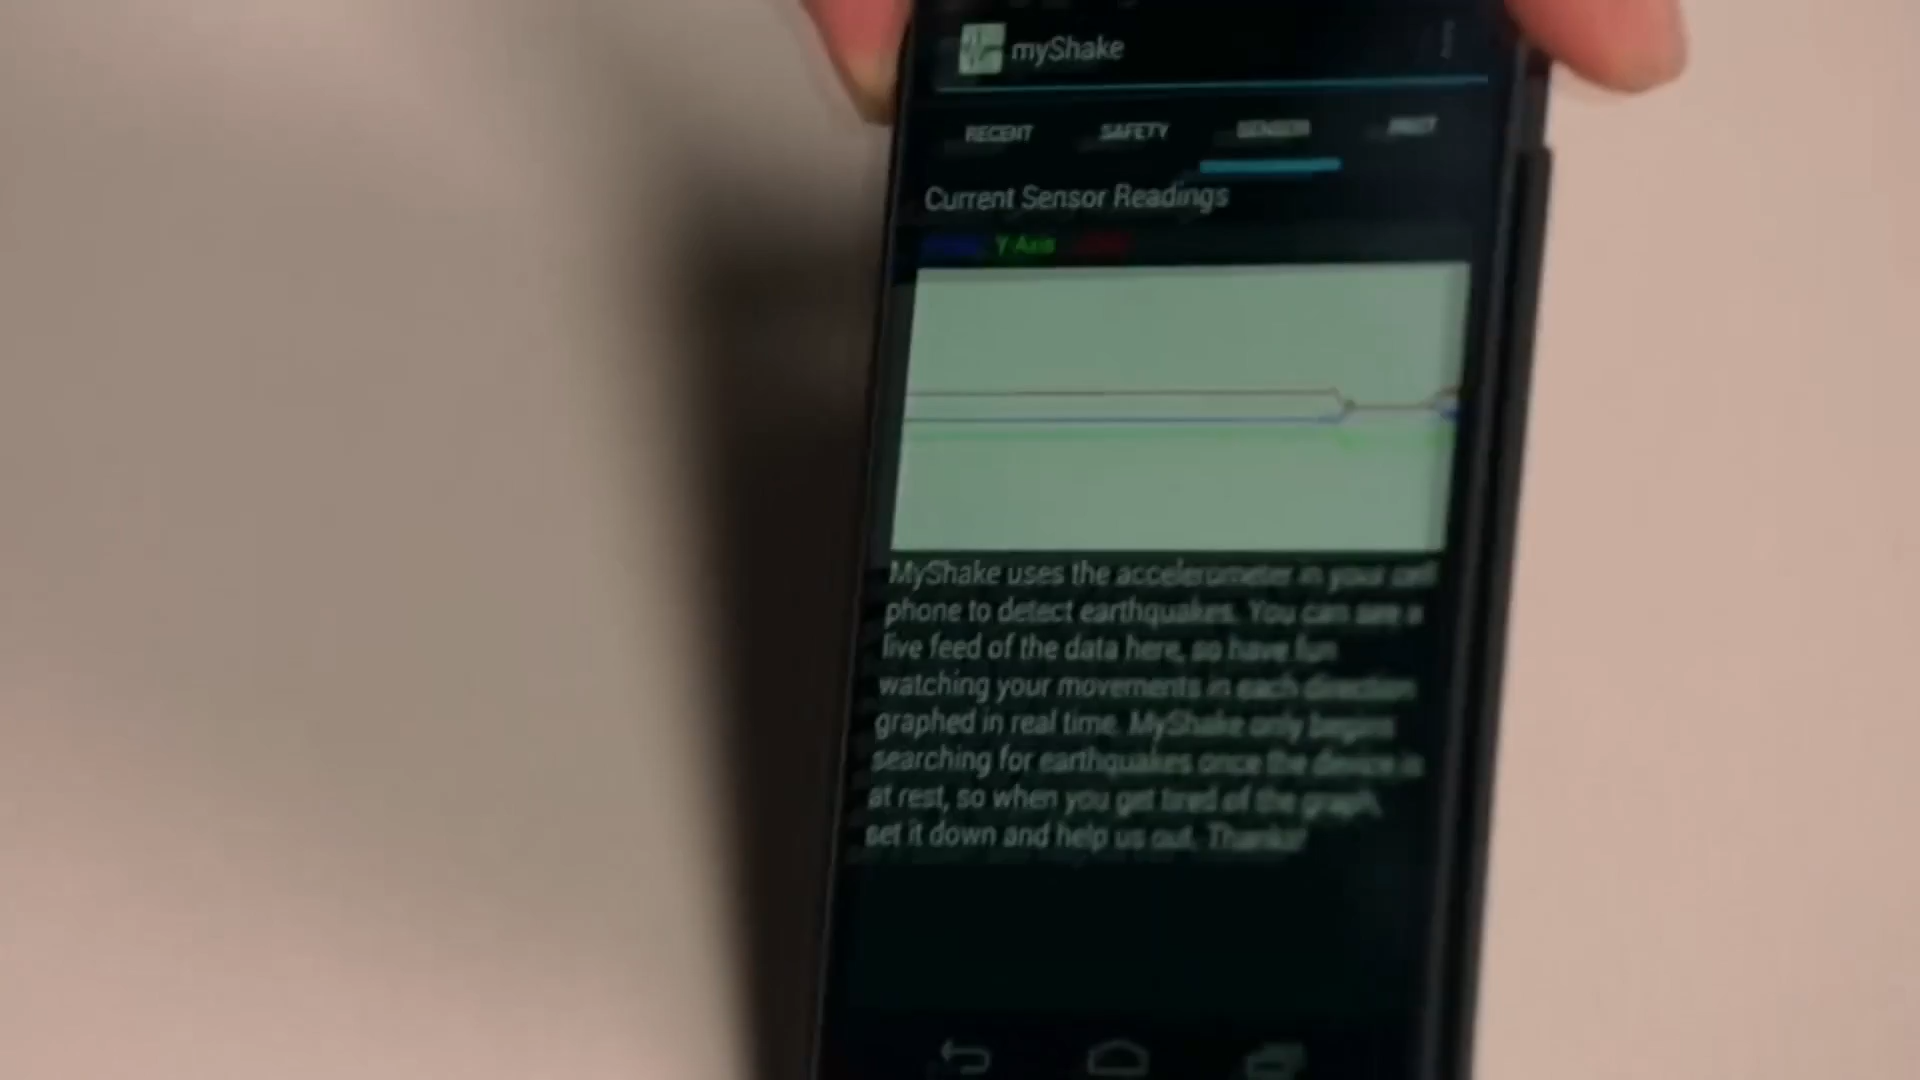 myShake
RECENT SAFETY SENSOR PAST
Current Sensor Readings
Y Axis
MyShake uses the accelerometer in your cell
phone to detect earthquakes. You can see a
live feed of the data here, so have fun
watching your movements in each direction
graphed in real time. MyShake only begins
searching for earthquakes once the device is
at rest, so when you get tired of the graph,
set it down and help us out. Thanks!